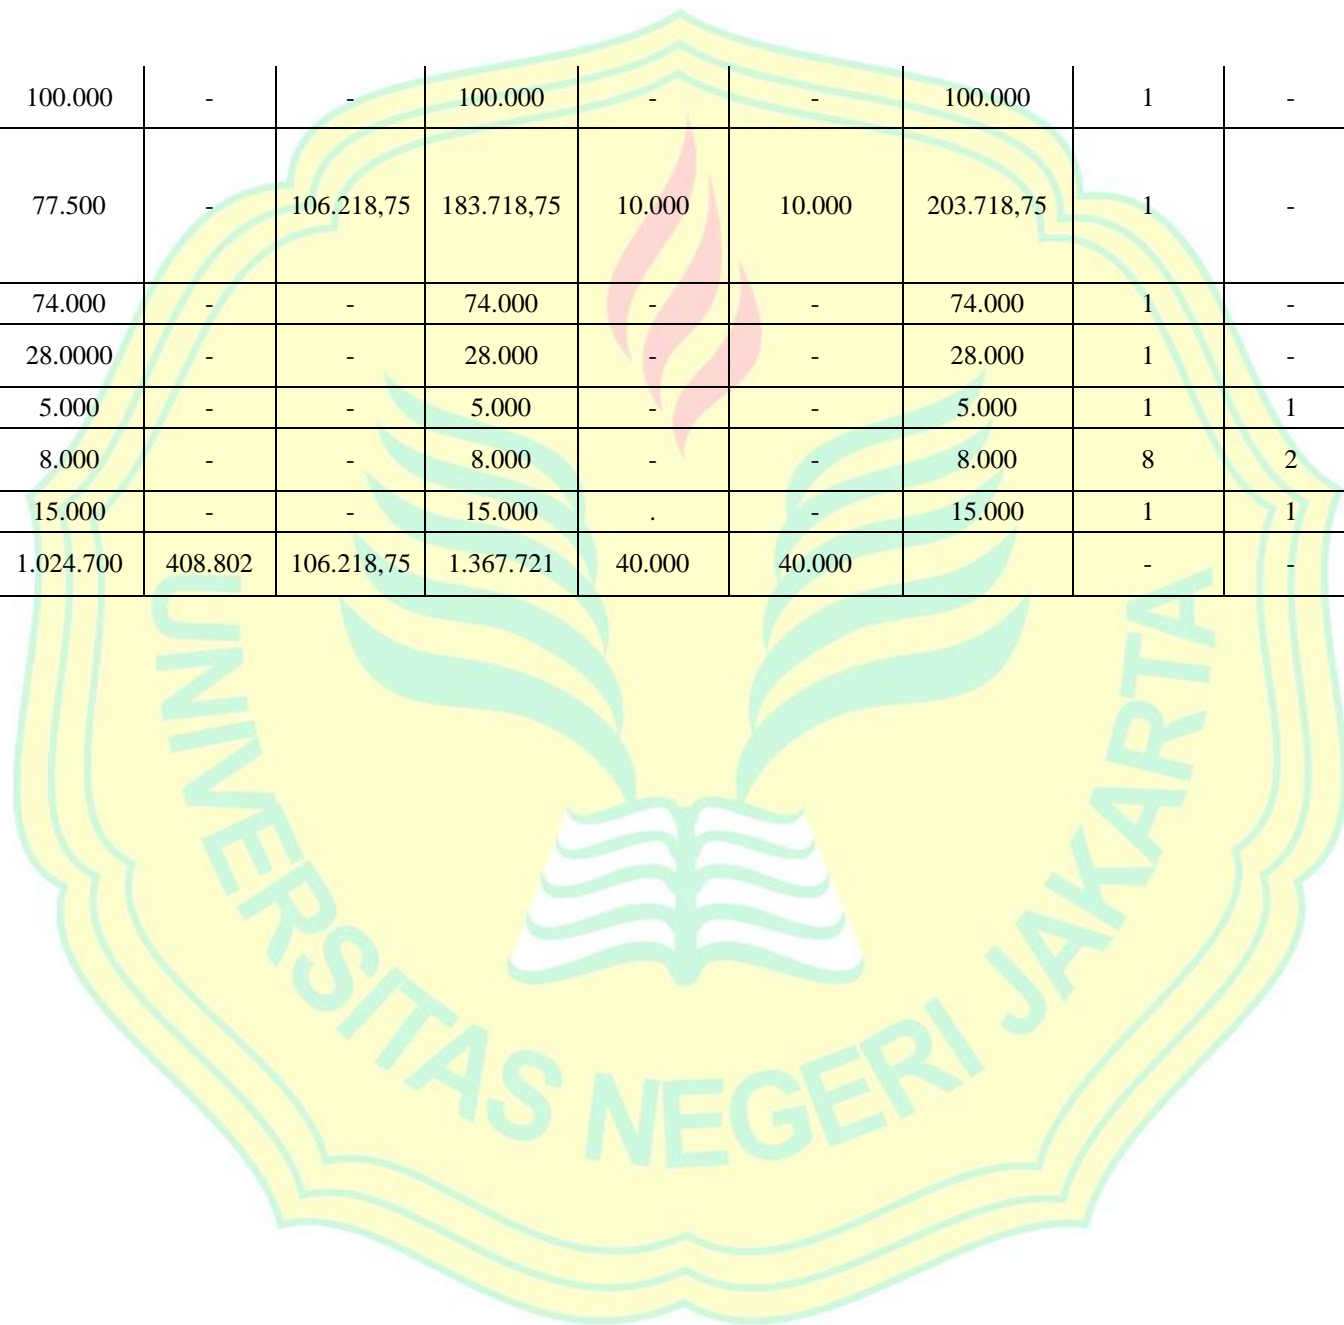 100.000 - - 100.000 - - 100.000 1 -
77.500 - 106.218,75 183.718,75 10.000 10.000 203.718,75 1 -
74.000 - - 74.000 - - 74.000 1 -
28.0000 - - 28.000 - - 28.000 1 -
5.000 - - 5.000 - - 5.000 1 1
8.000 - - 8.000 - - 8.000 8 2
15.000 - - 15.000 . - 15.000 1 1
1.024.700 408.802 106.218,75 1.367.721 40.000 40.000 - -
UNIVERSITAS NEGERI JAKARTA